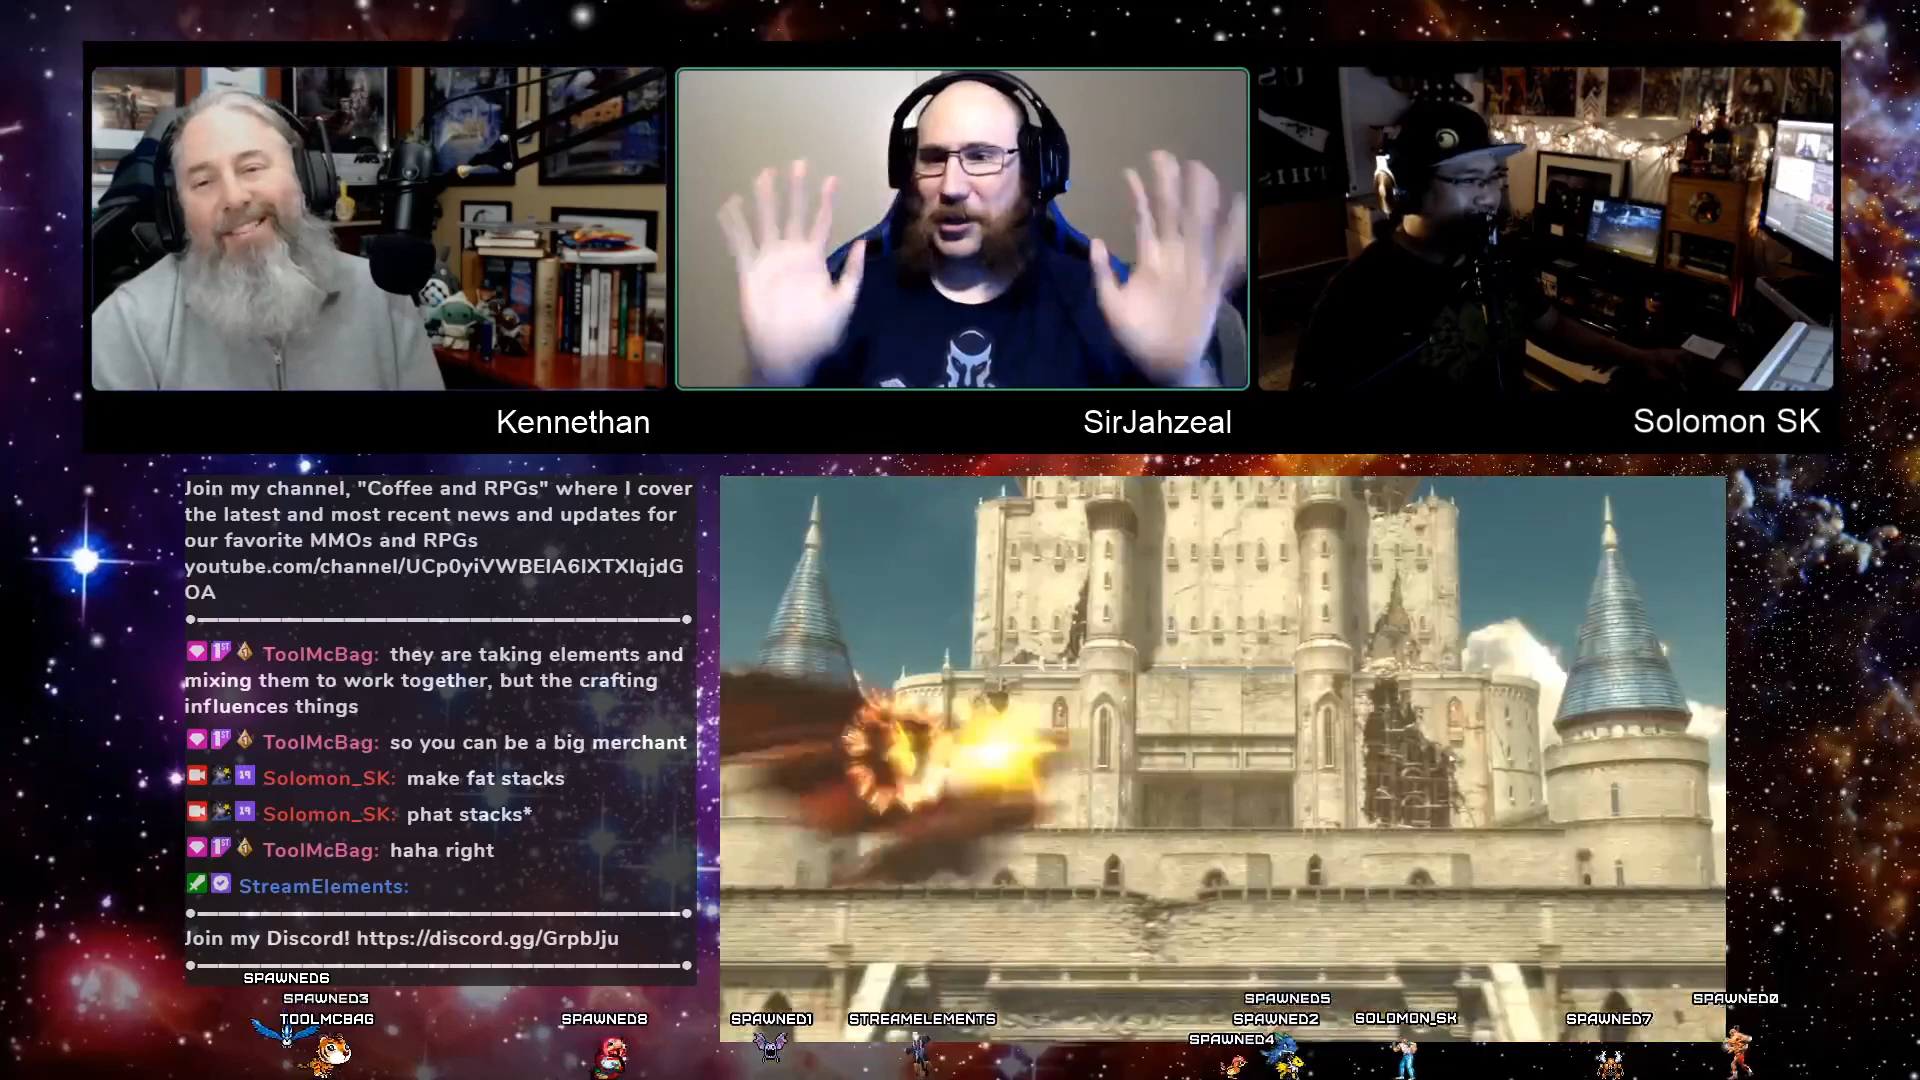 Kennethan
SirJahzeal
Solomon SK
Join my channel, "Coffee and RPGs" where I cover
the latest and most recent news and updates for
our favorite MMOs and RPGs
youtube.com/channel/UCp0yiVWBElA6IXTXIqjdG
OA
ToolMcBag: they are taking elements and
mixing them to work together, but the crafting
influences things
ToolMcBag: so you can be a big merchant
Solomon_SK: make fat stacks
Solomon_SK: phat stacks*
ToolMcBag: haha right
StreamElements:
Join my Discord! https://discord.gg/GrpbJju
SPAWNED6
SPAWNED3
TOOLMCBAG
SPAWNED8
SPAWNED1
STREAMELEMENTS
SPAWNED5
SPAWNED2
SPAWNED4
SOLOMON_SK
SPAWNED7
SPAWNED0